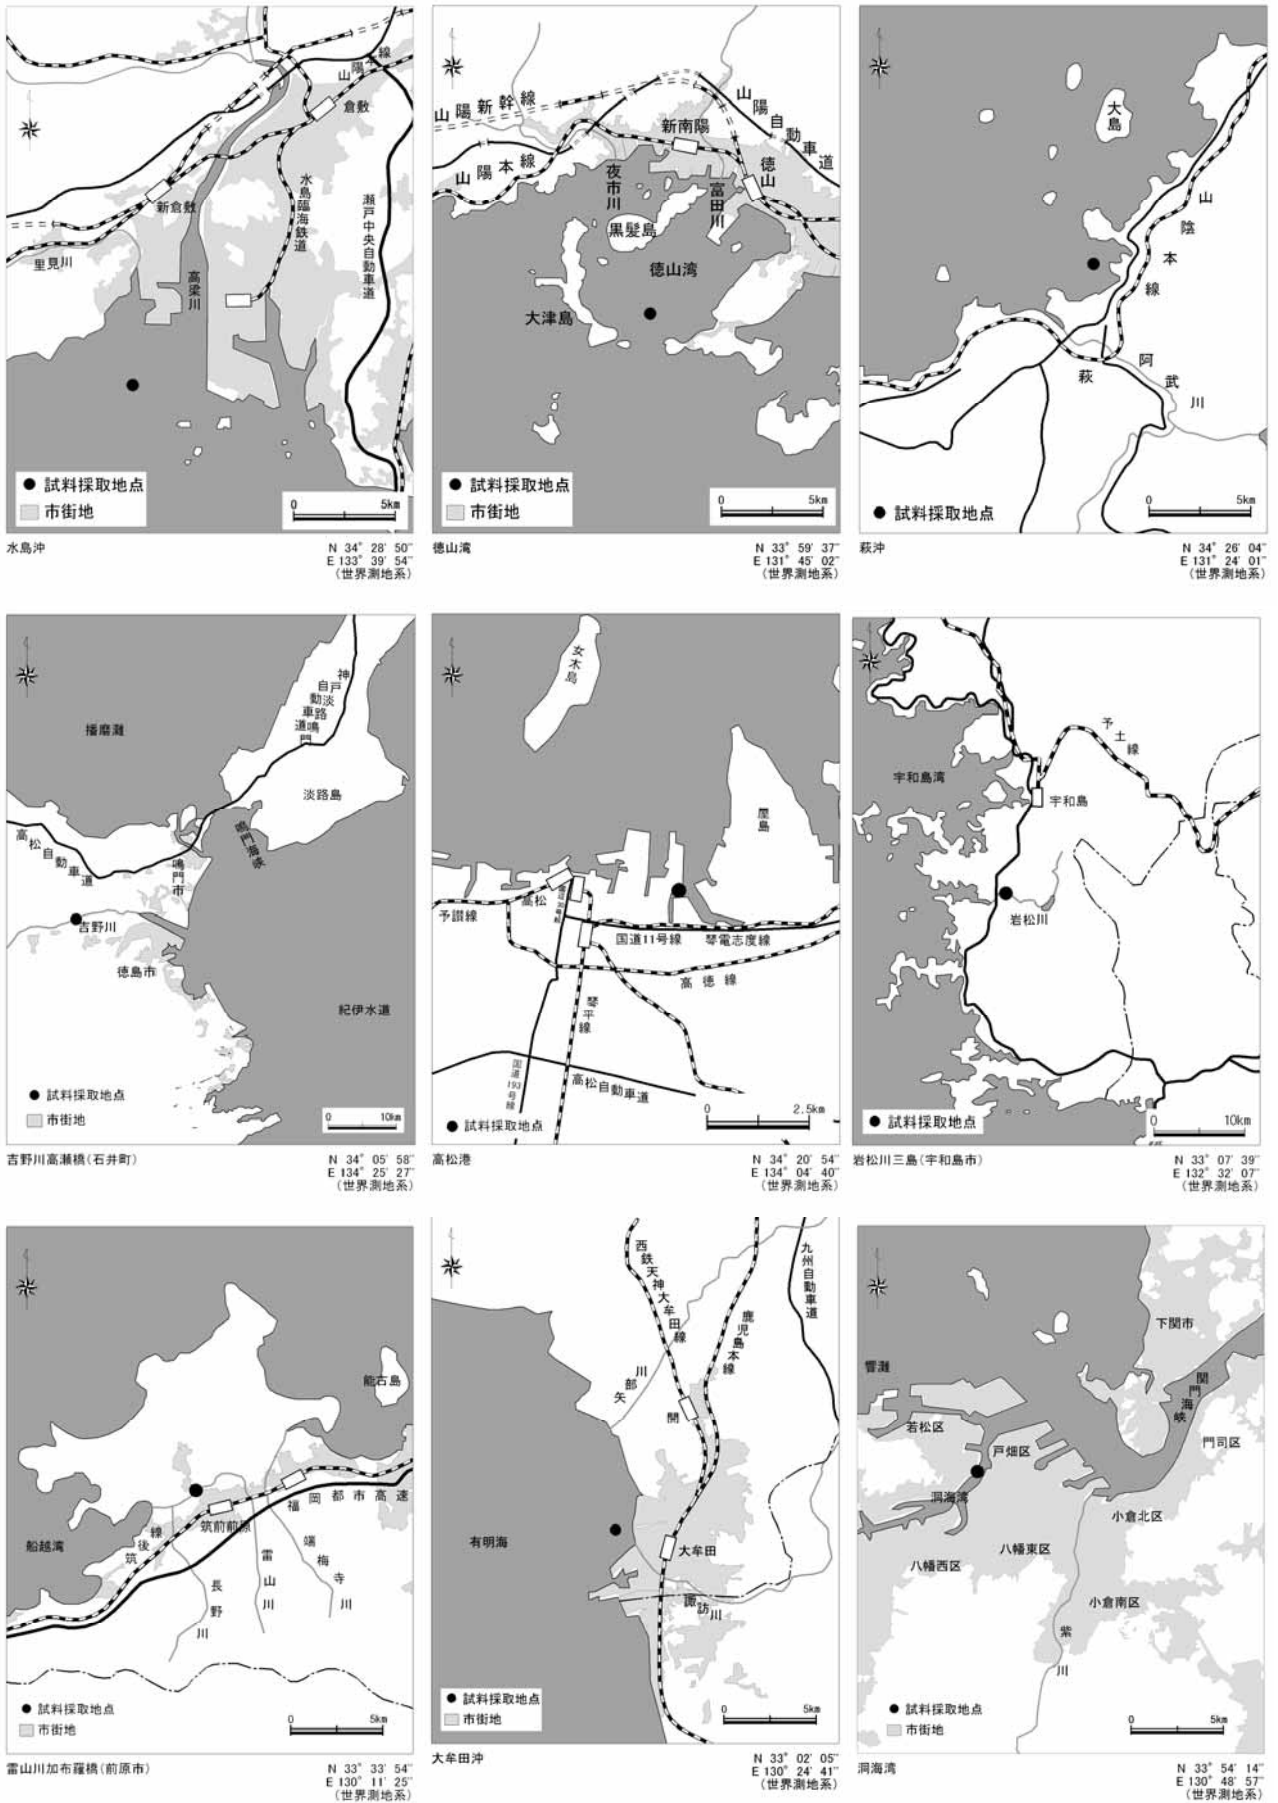 山陽本線
倉敷
新倉敷
水島臨海鉄道
瀬戸中央自動車道
里見川
高梁川
● 試料採取地点
市街地
0 5km
水島沖
N 34° 28′ 50″
E 133° 39′ 54″
(世界測地系)
山陽新幹線
山陽自動車道
新南陽
山陽本線
夜市川
富田川
徳山
黒髪島
徳山湾
大津島
● 試料採取地点
市街地
0 5km
徳山湾
N 33° 59′ 37″
E 131° 45′ 02″
(世界測地系)
大島
山陰本線
萩
阿武川
● 試料採取地点
0 5km
萩沖
N 34° 26′ 04″
E 131° 24′ 01″
(世界測地系)
神戸淡路鳴門自動車道
播磨灘
淡路島
鳴門海峡
高松自動車道
鳴門市
吉野川
徳島市
紀伊水道
● 試料採取地点
市街地
0 10km
吉野川高瀬橋(石井町)
N 34° 05′ 58″
E 134° 25′ 27″
(世界測地系)
女木島
屋島
予讃線
高松
国道11号線
琴電志度線
高徳線
琴平線
国道193号線
高松自動車道
● 試料採取地点
0 2.5km
高松港
N 34° 20′ 54″
E 134° 04′ 40″
(世界測地系)
予土線
宇和島湾
宇和島
岩松川
● 試料採取地点
0 10km
岩松川三島(宇和島市)
N 33° 07′ 39″
E 132° 32′ 07″
(世界測地系)
能古島
福岡都市高速
筑前前原
船越湾
筑後線
長野川
雷山川
瑞梅寺川
● 試料採取地点
市街地
0 5km
雷山川加布羅橋(前原市)
N 33° 33′ 54″
E 130° 11′ 25″
(世界測地系)
西鉄天神大牟田線
九州自動車道
鹿児島本線
矢部川
開
有明海
大牟田
諏訪川
● 試料採取地点
市街地
0 5km
大牟田沖
N 33° 02′ 05″
E 130° 24′ 41″
(世界測地系)
下関市
響灘
関門海峡
若松区
戸畑区
門司区
洞海湾
小倉北区
八幡東区
八幡西区
小倉南区
紫川
● 試料採取地点
市街地
0 5km
洞海湾
N 33° 54′ 14″
E 130° 48′ 57″
(世界測地系)